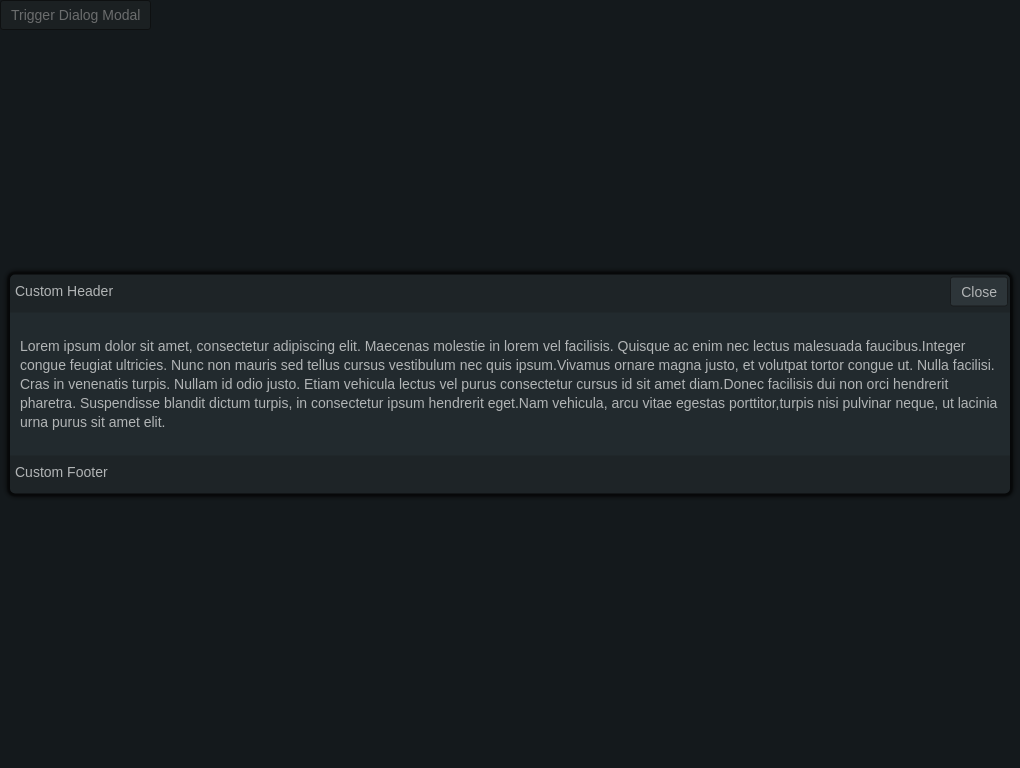 Trigger Dialog Modal
Custom Header
Close
Lorem ipsum dolor sit amet, consectetur adipiscing elit. Maecenas molestie in lorem vel facilisis. Quisque ac enim nec lectus malesuada faucibus.Integer
congue feugiat ultricies. Nunc non mauris sed tellus cursus vestibulum nec quis ipsum.Vivamus ornare magna justo, et volutpat tortor congue ut. Nulla facilisi.
Cras in venenatis turpis. Nullam id odio justo. Etiam vehicula lectus vel purus consectetur cursus id sit amet diam.Donec facilisis dui non orci hendrerit
pharetra. Suspendisse blandit dictum turpis, in consectetur ipsum hendrerit eget.Nam vehicula, arcu vitae egestas porttitor,turpis nisi pulvinar neque, ut lacinia
urna purus sit amet elit.
Custom Footer